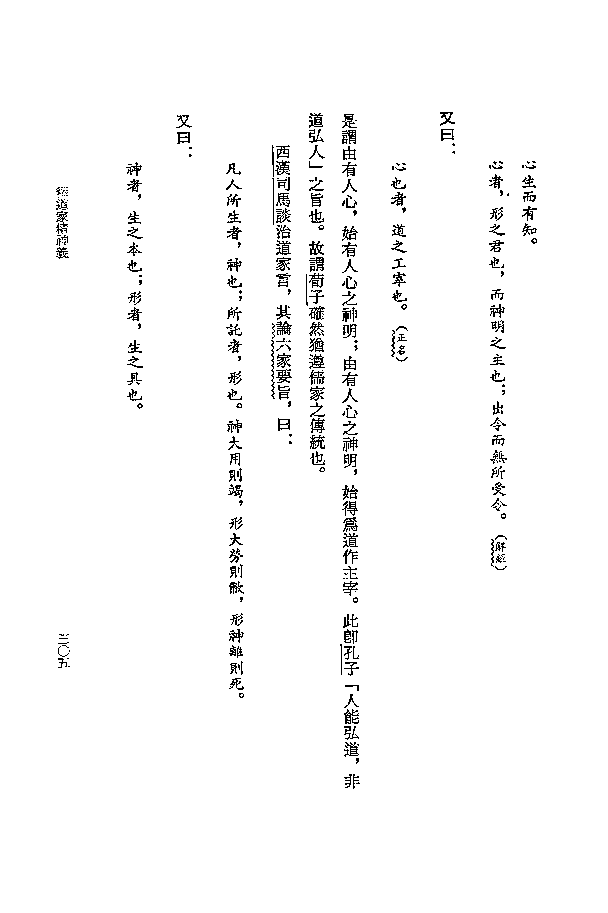 心生而有知。
心者，形之君也，而神明之主也；出令而無所受令。（解蔽）
又曰：
心也者，道之工宰也。（正名）
是謂由有人心，始有人心之神明；由有人心之神明，始得爲道作主宰。此卽孔子「人能弘道，非
道弘人」之旨也。故謂荀子確然猶遵儒家之傳統也。
西漢司馬談治道家言，其論六家要旨，曰：
凡人所生者，神也；所託者，形也。神大用則竭，形大勞則敝，形神離則死。
又曰：
神者，生之本也；形者，生之具也。
釋道家精神義
三〇五